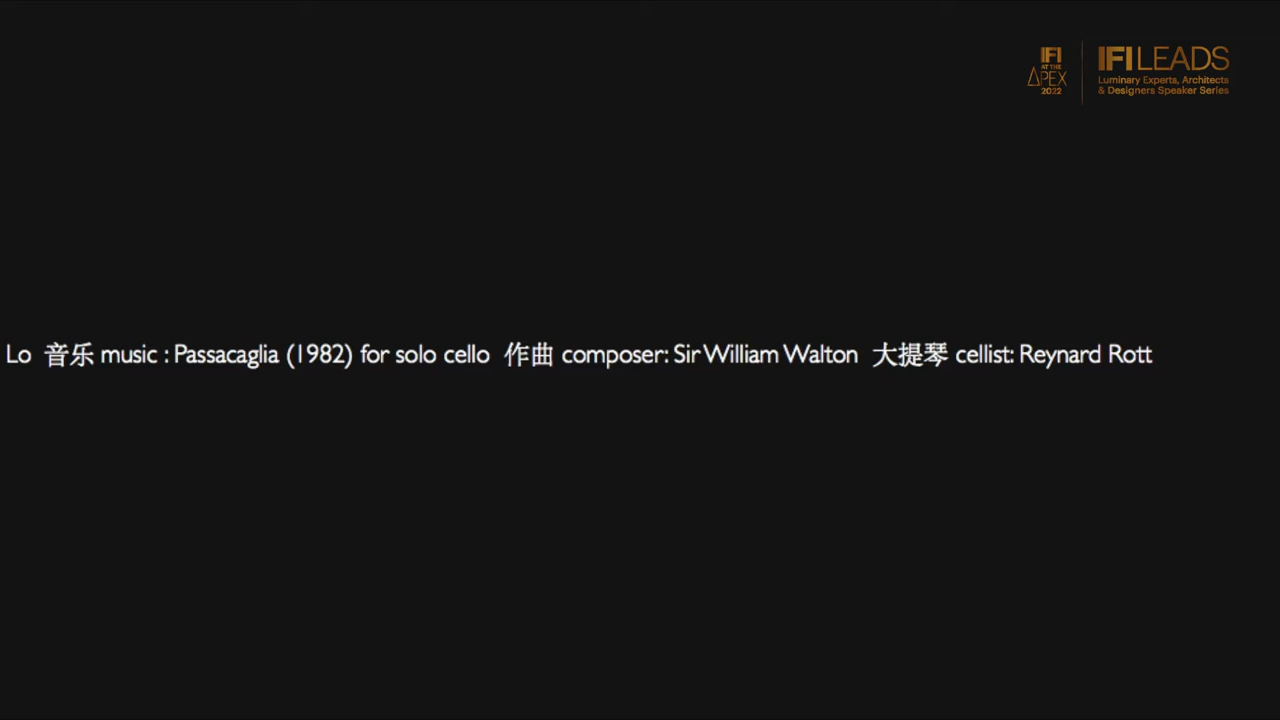 IFI
AT THE
APEX
2022
IFI LEADS
Luminary Experts, Architects
& Designers Speaker Series
Lo 音乐 music : Passacaglia (1982) for solo cello 作曲 composer: Sir William Walton 大提琴 cellist: Reynard Rott